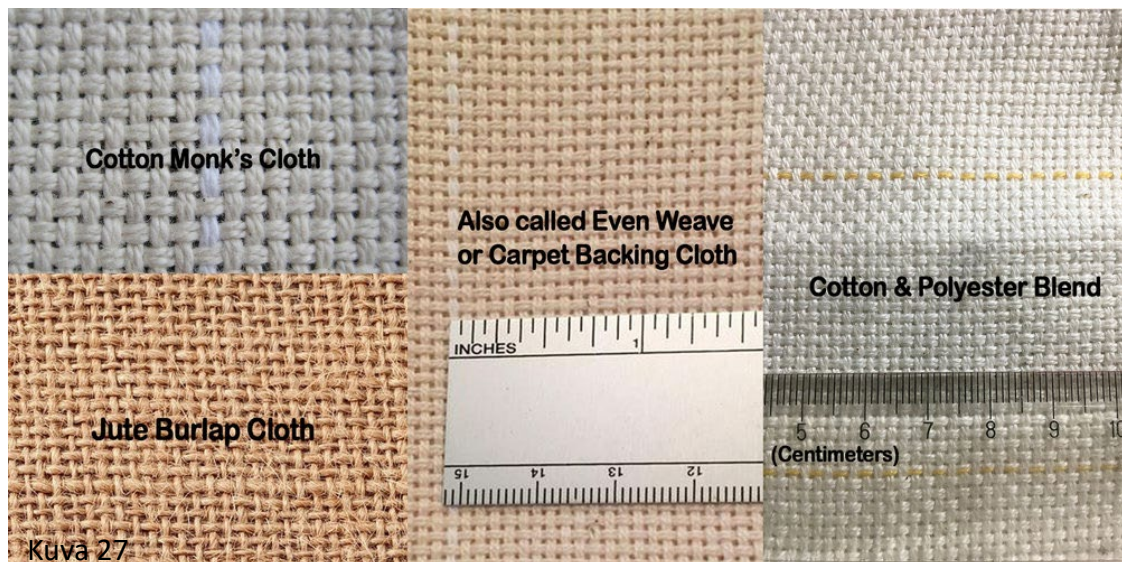 Cotton Monk's Cloth
Jute Burlap Cloth
Kuva 27
Also called Even Weave
or Carpet Backing Cloth
INCHES
1
15 14 13 12
Cotton & Polyester Blend
5 6 7 8 9 10
(Centimeters)